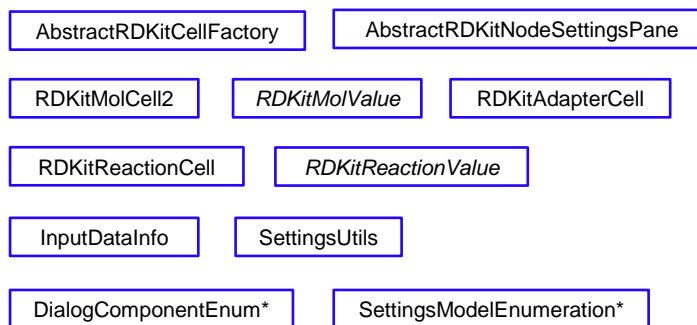 AbstractRDKitCellFactory AbstractRDKitNodeSettingsPane
RDKitMolCell2 RDKitMolValue RDKitAdapterCell
RDKitReactionCell RDKitReactionValue
InputDataInfo SettingsUtils
DialogComponentEnum* SettingsModelEnumeration*